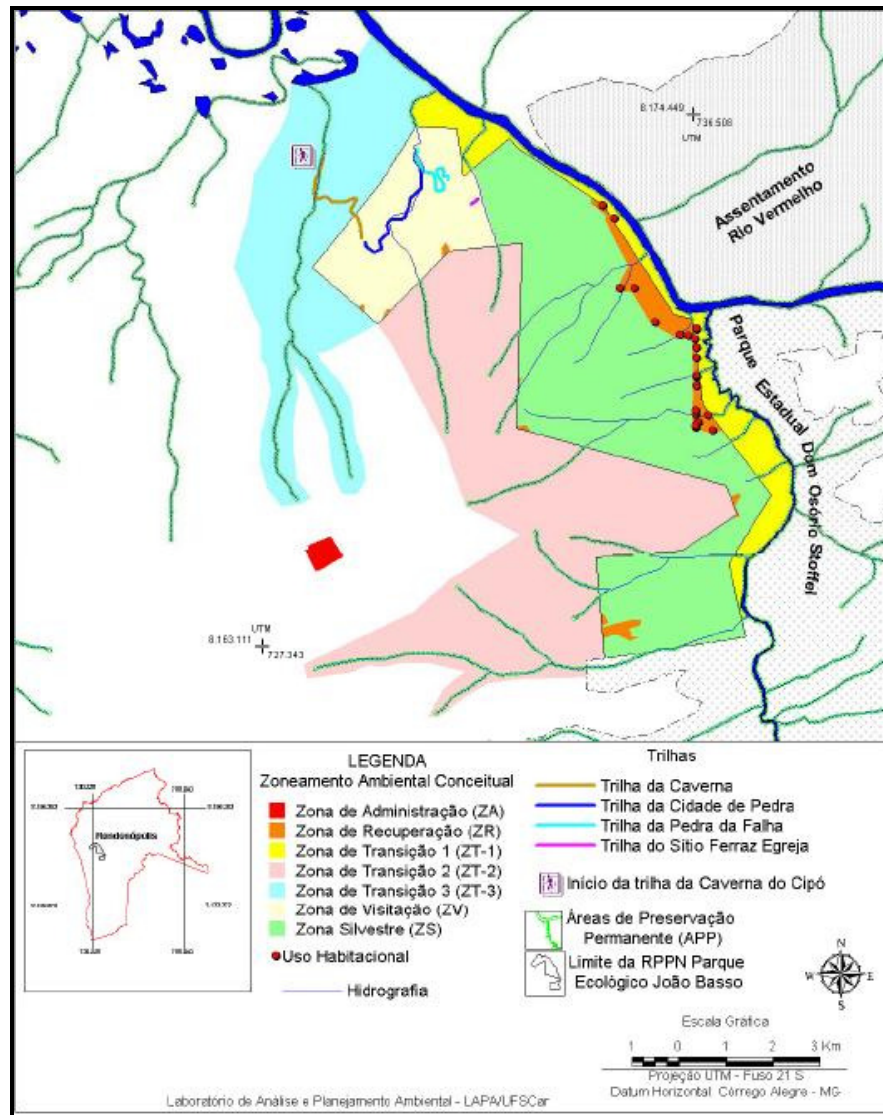 8.174.449
736.508
UTM
Assentamento
Rio Vermelho
Parque Estadual Dom Osório Stoffel
UTM
8.163.111
727.343
LEGENDA
Zoneamento Ambiental Conceitual
Zona de Administração (ZA)
Zona de Recuperação (ZR)
Zona de Transição 1 (ZT-1)
Zona de Transição 2 (ZT-2)
Zona de Transição 3 (ZT-3)
Zona de Visitação (ZV)
Zona Silvestre (ZS)
Uso Habitacional
Hidrografia
Rondonópolis
Trilhas
Trilha da Caverna
Trilha da Cidade de Pedra
Trilha da Pedra da Falha
Trilha do Sítio Ferraz Egreja
Início da trilha da Caverna do Cipó
Áreas de Preservação
Permanente (APP)
Limite da RPPN Parque
Ecológico João Basso
N
W
E
S
Escala Gráfica
1 0 1 2 3 Km
Projeção UTM - Fuso 21 S
Datum Horizontal: Córrego Alegre - MG
Laboratório de Análise e Planejamento Ambiental - LAPA/UFSCar